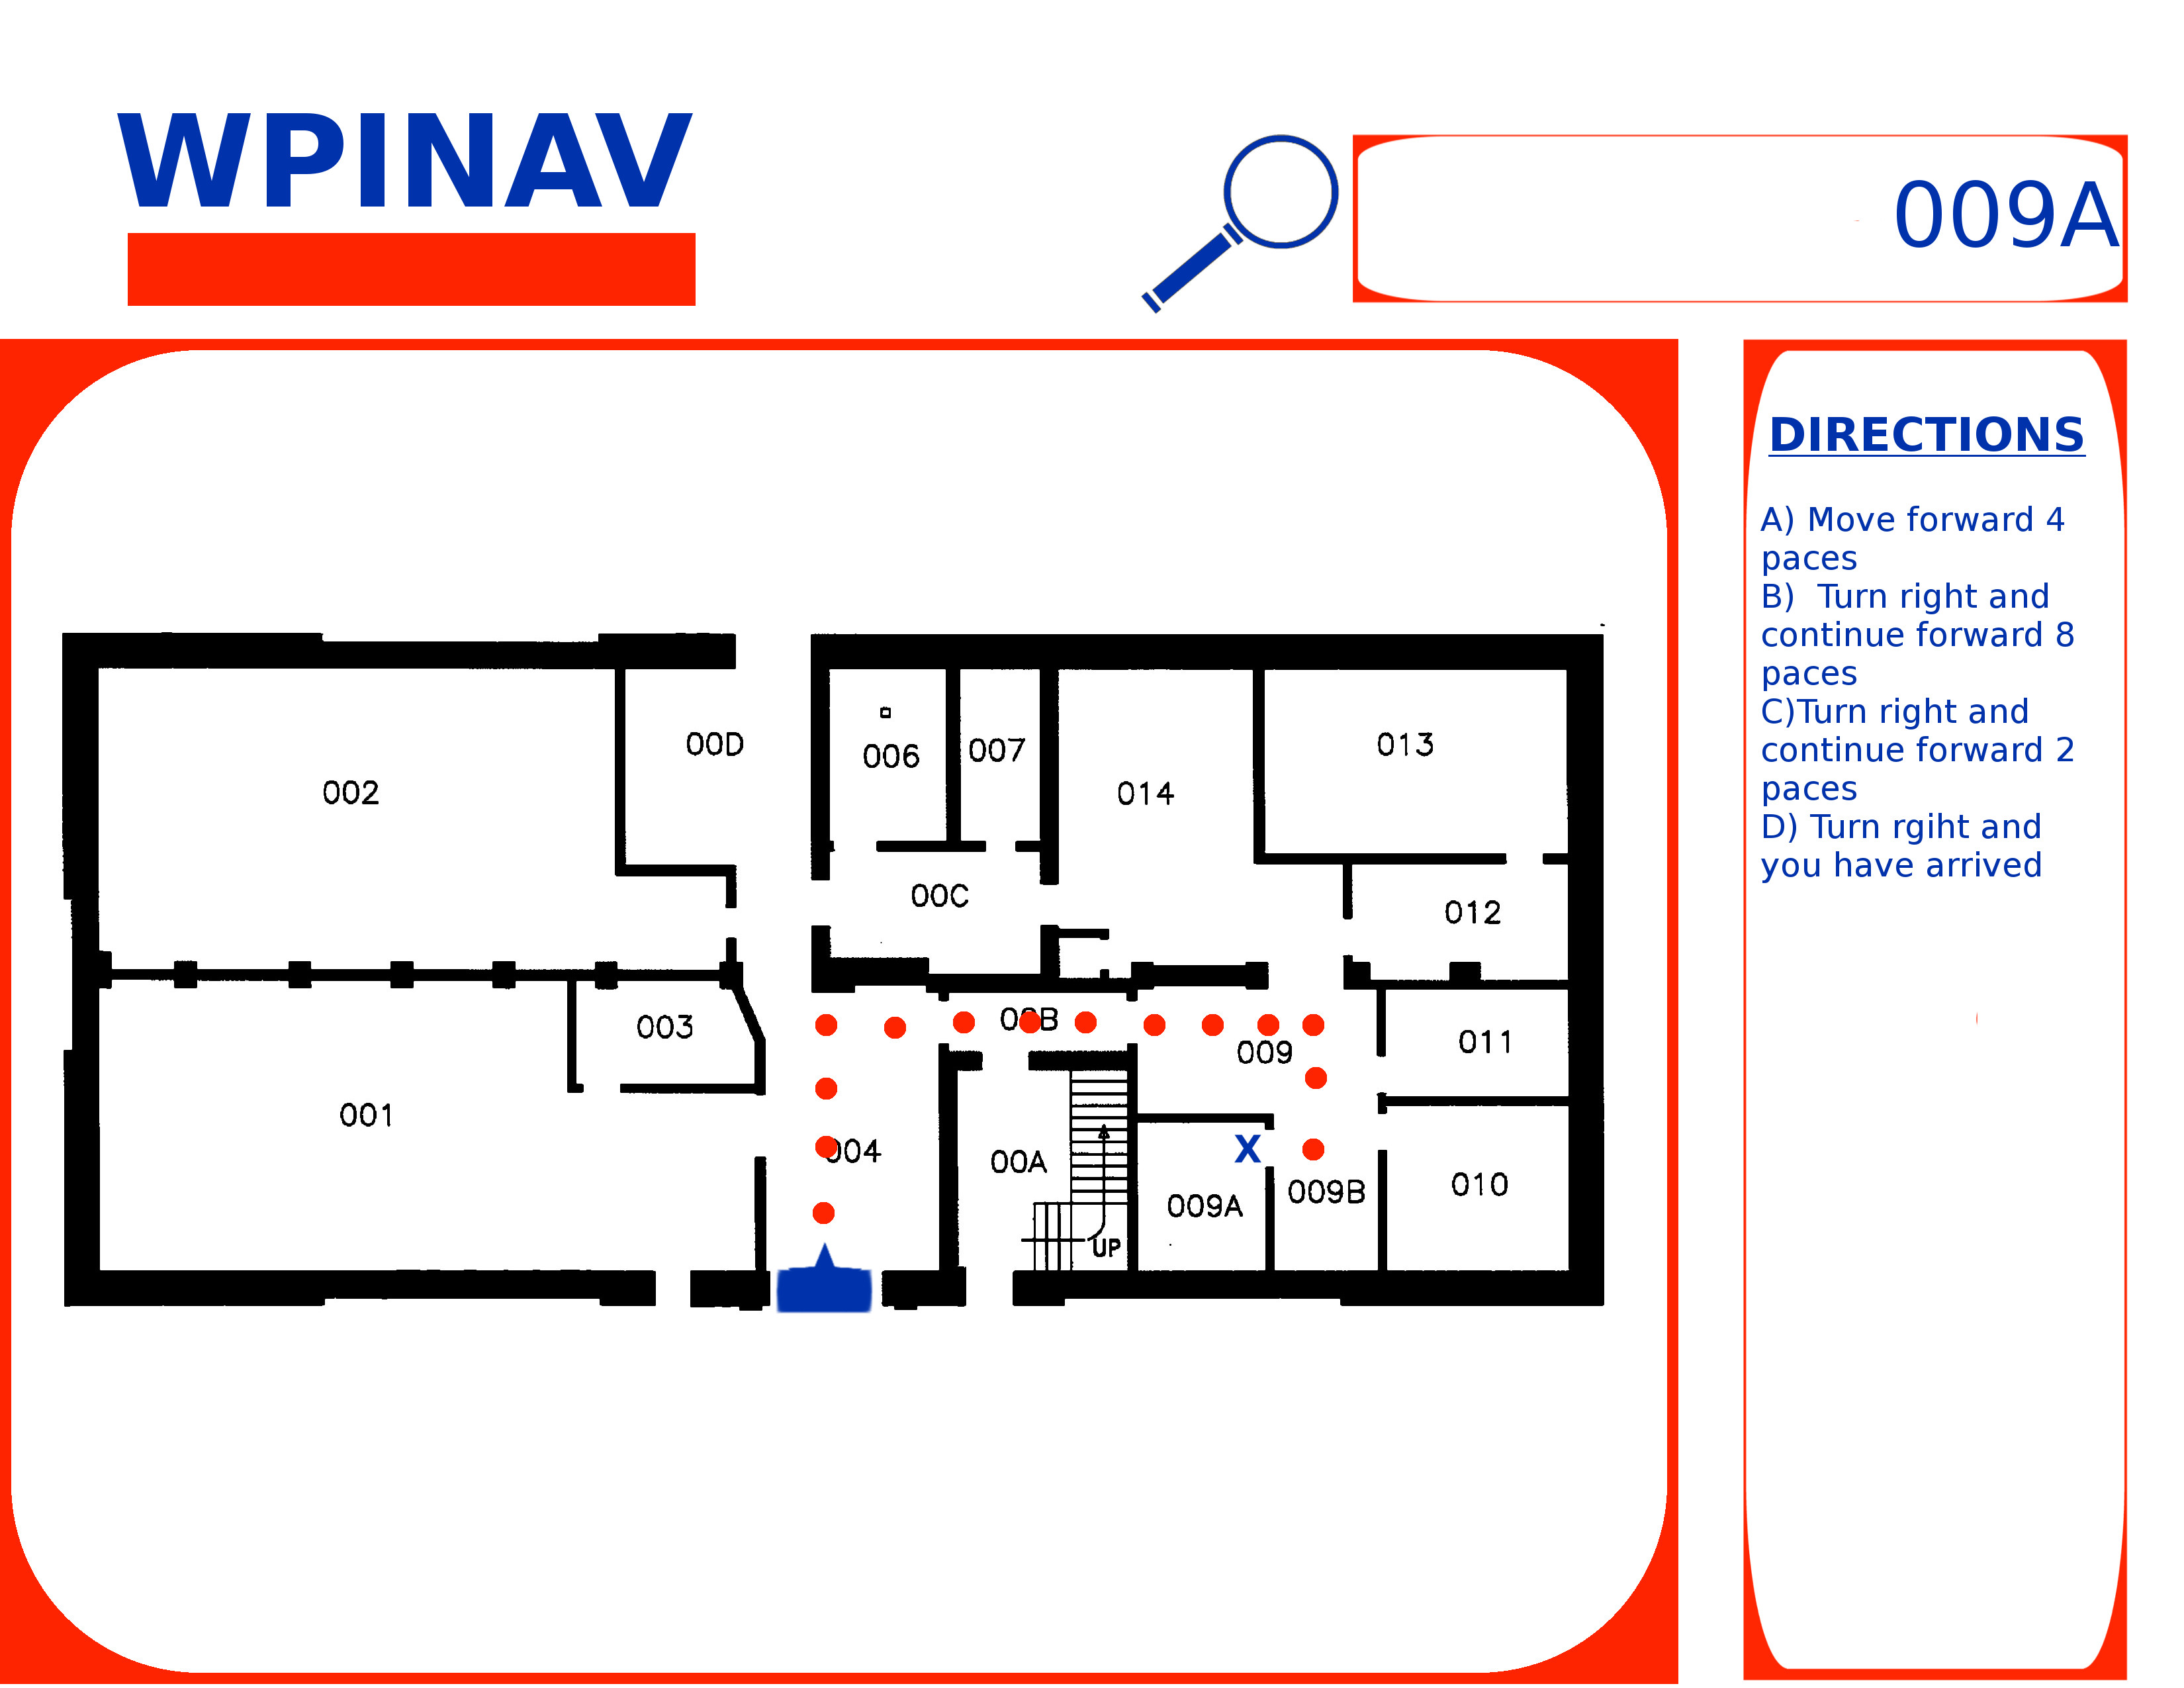 WPINAV
009A
DIRECTIONS
A) Move forward 4
paces
B)  Turn right and
continue forward 8
paces
C)Turn right and
continue forward 2
paces
D) Turn rgiht and
you have arrived
00D
006
007
013
002
014
00C
012
00B
003
009
011
001
004
00A
X
009A
009B
010
UP